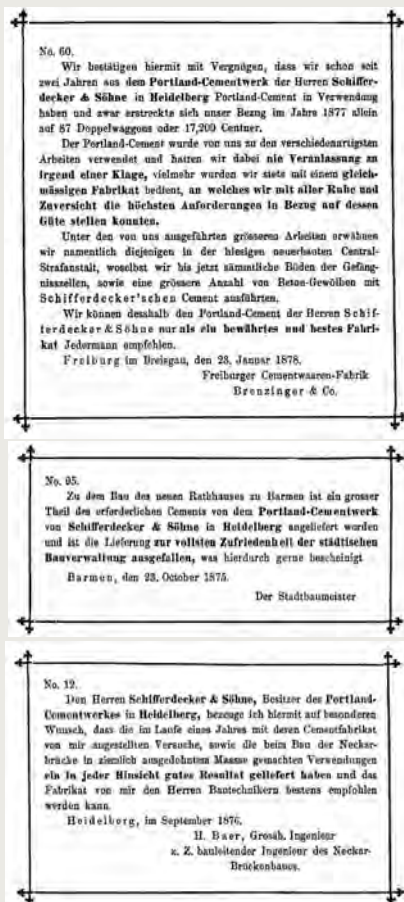 No. 60.
Wir bestätigen hiermit mit Vergnügen, dass wir schon seit
zwei Jahren aus dem Portland-Cementwerk der Herren Schiffer-
decker & Söhne in Heidelberg Portland-Cement in Verwendung
haben und zwar erstreckte sich unser Bezug im Jahre 1877 allein
auf 87 Doppelwaggons oder 17,200 Centner.
Der Portland-Cement wurde von uns zu den verschiedenartigsten
Arbeiten verwendet und hatten wir dabei nie Veranlassung zu
irgend einer Klage, vielmehr wurden wir stets mit einem gleich-
mässigen Fabrikat bedient, an welches wir mit aller Ruhe und
Zuversicht die höchsten Anforderungen in Bezug auf dessen
Güte stellen konnten.
Unter den von uns ausgeführten grösseren Arbeiten erwähnen
wir namentlich diejenigen in der hiesigen neuerbauten Central-
Strafanstalt, woselbst wir bis jetzt sämmtliche Böden der Gefäng-
nisszellen, sowie eine grössere Anzahl von Beton-Gewölben mit
Schifferdecker'schen Cement ausführten.
Wir können desshalb den Portland-Cement der Herren Schif-
ferdecker & Söhne nur als ein bewährtes und bestes Fabri-
kat Jedermann empfehlen.
Freiburg im Breisgau, den 23. Januar 1878.
Freiburger Cementwaaren-Fabrik
Brenzinger & Co.
No. 95.
Zu dem Bau des neuen Rathhauses zu Barmen ist ein grosser
Theil des erforderlichen Cements von dem Portland-Cementwerk
von Schifferdecker & Söhne in Heidelberg angeliefert worden
und ist die Lieferung zur vollsten Zufriedenheit der städtischen
Bauverwaltung ausgefallen, was hierdurch gerne bescheinigt
Barmen, den 23. October 1875.
Der Stadtbaumeister
No. 12.
Den Herren Schifferdecker & Söhne, Besitzer des Portland-
Cementwerkes in Heidelberg, bezeuge ich hiermit auf besonderen
Wunsch, dass die im Laufe eines Jahres mit deren Cementfabrikat
von mir angestellten Versuche, sowie die beim Bau der Neckar-
brücke in ziemlich ausgedehntem Maasse gemachten Verwendungen
ein in jeder Hinsicht gutes Resultat geliefert haben und das
Fabrikat von mir den Herren Bautechnikern bestens empfohlen
werden kann.
Heidelberg, im September 1876.
H. Baer, Grosh. Ingenieur
z. Z. bauleitender Ingenieur des Neckar-
Brückenbaues.